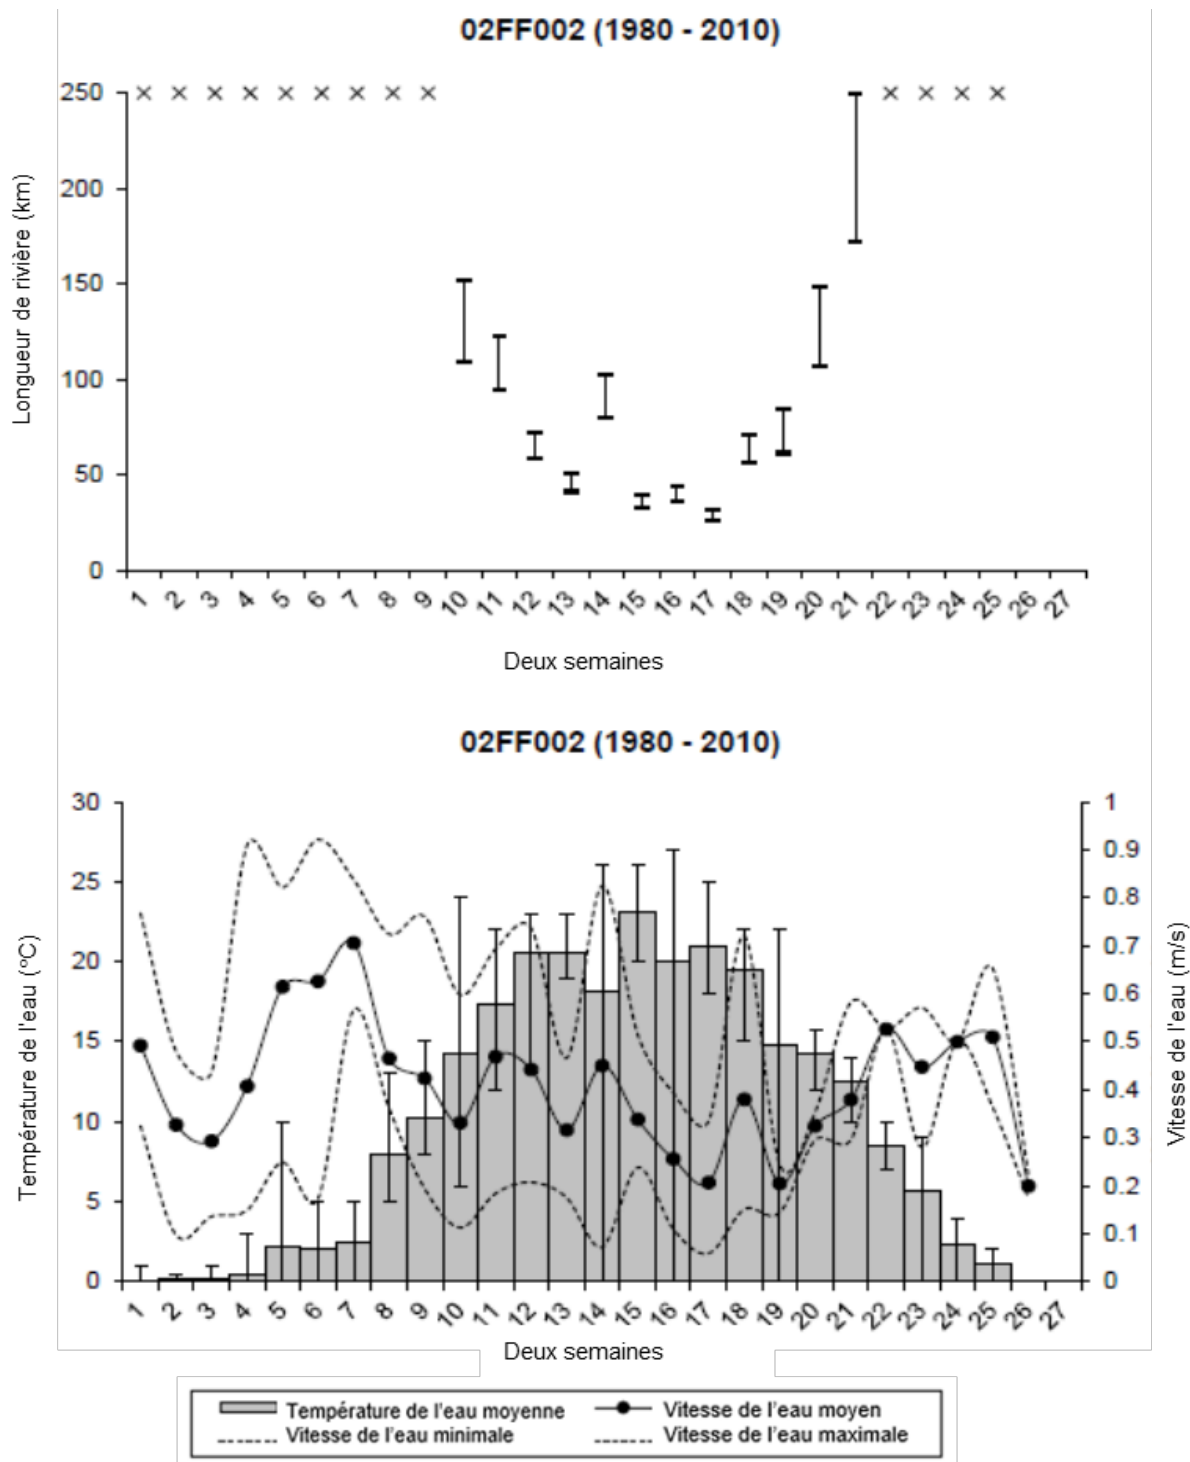 02FF002 (1980 - 2010)
Longueur de rivière (km)
250
200
150
100
50
0
1 2 3 4 5 6 7 8 9 10 11 12 13 14 15 16 17 18 19 20 21 22 23 24 25 26 27
Deux semaines
02FF002 (1980 - 2010)
Température de l'eau (°C)
30
25
20
15
10
5
0
Vitesse de l'eau (m/s)
1
0.9
0.8
0.7
0.6
0.5
0.4
0.3
0.2
0.1
0
1 2 3 4 5 6 7 8 9 10 11 12 13 14 15 16 17 18 19 20 21 22 23 24 25 26 27
Deux semaines
Température de l'eau moyenne
Vitesse de l'eau moyen
Vitesse de l'eau minimale
Vitesse de l'eau maximale